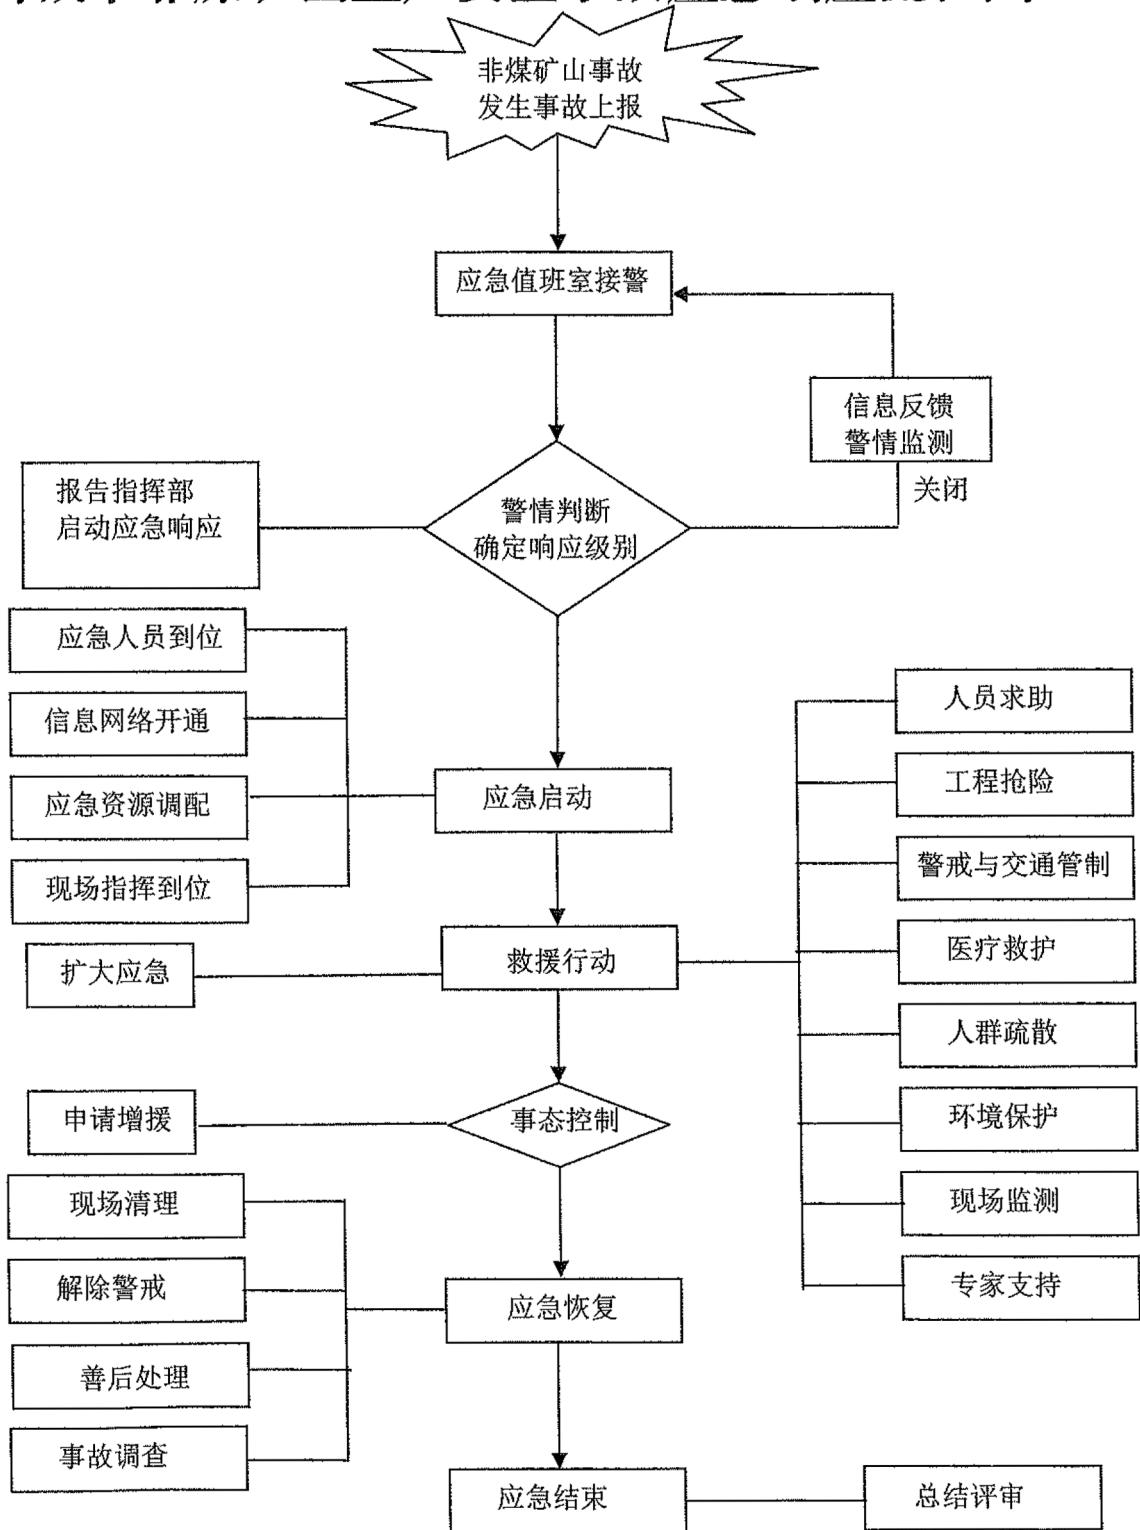 非煤矿山事故
发生事故上报
应急值班室接警
信息反馈
警情监测
关闭
报告指挥部
启动应急响应
警情判断
确定响应级别
应急人员到位
信息网络开通
应急资源调配
现场指挥到位
应急启动
人员求助
工程抢险
警戒与交通管制
医疗救护
人群疏散
环境保护
现场监测
专家支持
扩大应急
救援行动
申请增援
事态控制
现场清理
解除警戒
善后处理
事故调查
应急恢复
应急结束
总结评审